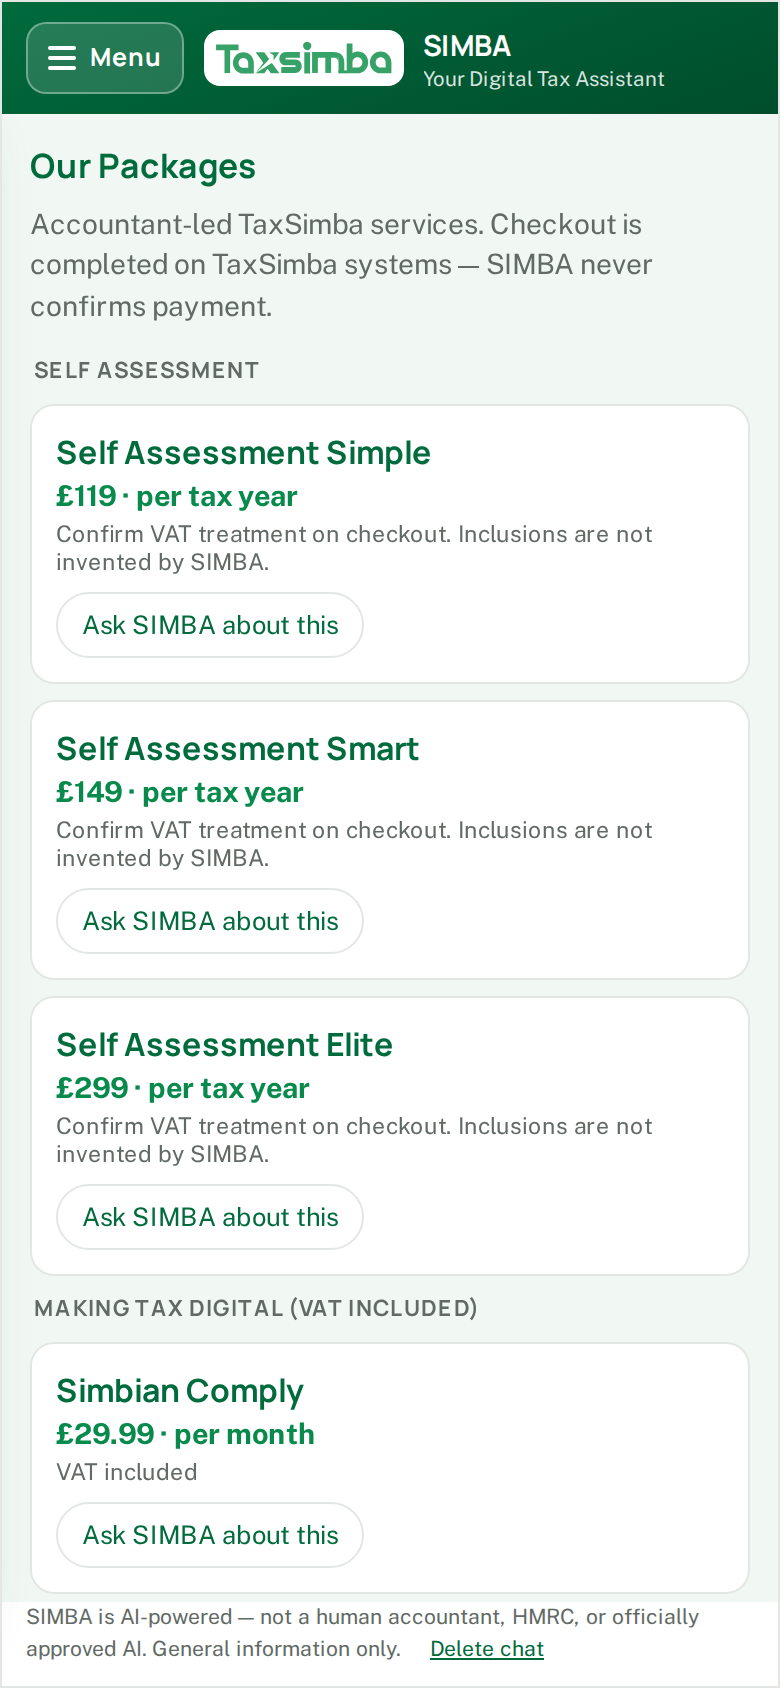 Menu
Taxsimba
SIMBA
Your Digital Tax Assistant
Our Packages
Accountant-led TaxSimba services. Checkout is
completed on TaxSimba systems — SIMBA never
confirms payment.
SELF ASSESSMENT
Self Assessment Simple
£119 · per tax year
Confirm VAT treatment on checkout. Inclusions are not
invented by SIMBA.
Ask SIMBA about this
Self Assessment Smart
£149 · per tax year
Confirm VAT treatment on checkout. Inclusions are not
invented by SIMBA.
Ask SIMBA about this
Self Assessment Elite
£299 · per tax year
Confirm VAT treatment on checkout. Inclusions are not
invented by SIMBA.
Ask SIMBA about this
MAKING TAX DIGITAL (VAT INCLUDED)
Simbian Comply
£29.99 · per month
VAT included
Ask SIMBA about this
SIMBA is AI-powered — not a human accountant, HMRC, or officially
approved AI. General information only. Delete chat